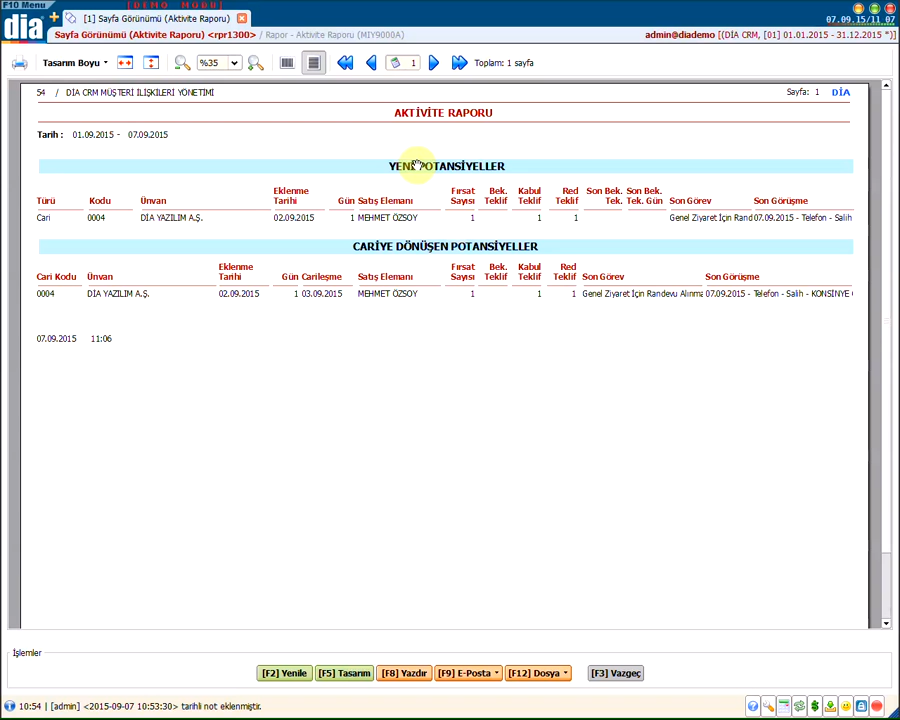 F10 Menu
[DEMO MODU]
dia
[1] Sayfa Görünümü (Aktivite Raporu)
07.09.15/11 07
Sayfa Görünümü (Aktivite Raporu) <rpr1300> / Rapor - Aktivite Raporu (MIY9000A)
admin@diademo [(DİA CRM, [01] 01.01.2015 - 31.12.2015 ")]
Tasarım Boyu %35 1 Toplam: 1 sayfa
54 / DIA CRM MÜŞTERI ILIŞKILERI YÖNETIMI Sayfa: 1 DİA
AKTİVİTE RAPORU
Tarih : 01.09.2015 - 07.09.2015
YENİ POTANSİYELLER
Türü Kodu Ünvan Eklenme Tarihi Gün Satış Elemanı Fırsat Sayısı Bek. Teklif Kabul Teklif Red Teklif Son Bek. Tek. Son Bek. Tek. Gün Son Görev Son Görüşme
Cari 0004 DIA YAZILIM A.Ş. 02.09.2015 1 MEHMET ÖZSOY 1 1 1 Genel Ziyaret İçin Rand 07.09.2015 - Telefon - Salih
CARİYE DÖNÜŞEN POTANSİYELLER
Cari Kodu Ünvan Eklenme Tarihi Gün Carileşme Satış Elemanı Fırsat Sayısı Bek. Teklif Kabul Teklif Red Teklif Son Görev Son Görüşme
0004 DİA YAZILIM A.Ş. 02.09.2015 1 03.09.2015 MEHMET ÖZSOY 1 1 1 Genel Ziyaret İçin Randevu Alınma 07.09.2015 - Telefon - Salih - KONSİNYE
07.09.2015 11:06
İşlemler
[F2] Yenile [F5] Tasarım [F8] Yazdır [F9] E-Posta [F12] Dosya [F3] Vazgeç
10:54 | [admin] <2015-09-07 10:53:30> tarihli not eklenmiştir.